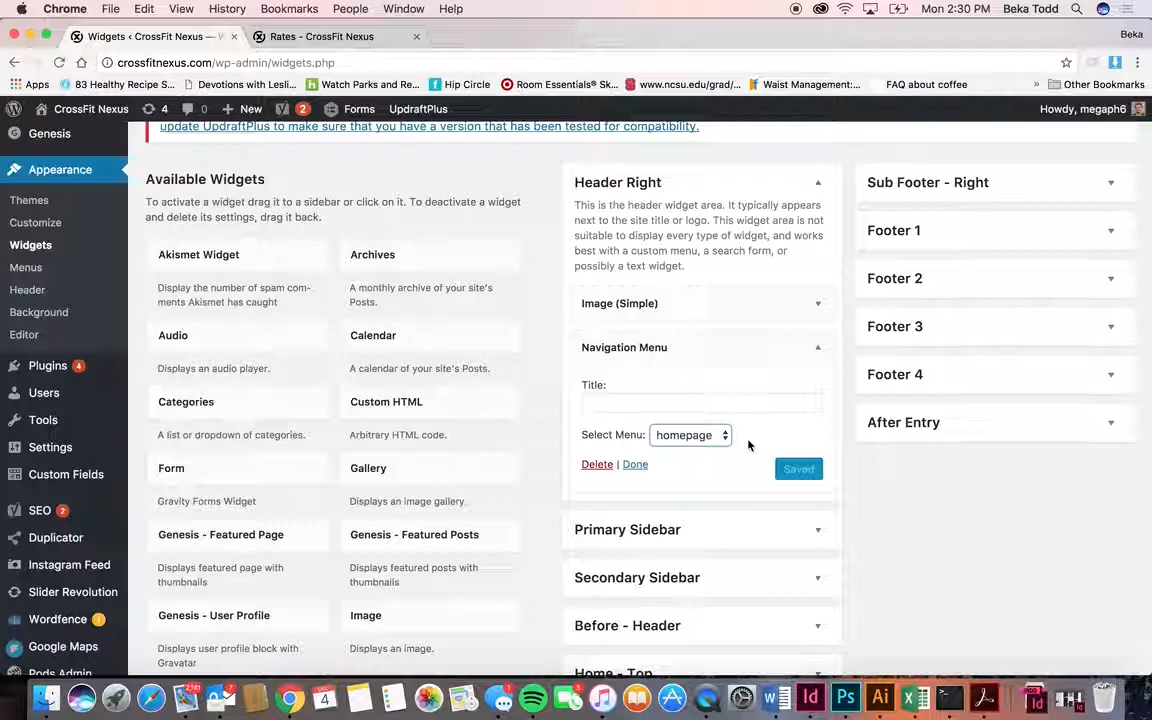 Chrome File Edit View History Bookmarks People Window Help Mon 2:30 PM Beka Todd
Widgets ‹ CrossFit Nexus — W Rates - CrossFit Nexus Beka
crossfitnexus.com/wp-admin/widgets.php
Apps 83 Healthy Recipe S... Devotions with Lesli... Watch Parks and Re... Hip Circle Room Essentials® Sk... www.ncsu.edu/grad/... Waist Management:... FAQ about coffee » Other Bookmarks
CrossFit Nexus 4 0 + New 2 Forms UpdraftPlus Howdy, megaph6
update UpdraftPlus to make sure that you have a version that has been tested for compatibility.
Genesis
Appearance
Themes
Customize
Widgets
Menus
Header
Background
Editor
Plugins 4
Users
Tools
Settings
Custom Fields
SEO 2
Duplicator
Instagram Feed
Slider Revolution
Wordfence
Google Maps
Pods Admin
Available Widgets
To activate a widget drag it to a sidebar or click on it. To deactivate a widget
and delete its settings, drag it back.
Akismet Widget Archives
Display the number of spam com- A monthly archive of your site's
ments Akismet has caught Posts.
Audio Calendar
Displays an audio player. A calendar of your site's Posts.
Categories Custom HTML
A list or dropdown of categories. Arbitrary HTML code.
Form Gallery
Gravity Forms Widget Displays an image gallery.
Genesis - Featured Page Genesis - Featured Posts
Displays featured page with Displays featured posts with
thumbnails thumbnails
Genesis - User Profile Image
Displays user profile block with Displays an image.
Gravatar
Header Right
This is the header widget area. It typically appears
next to the site title or logo. This widget area is not
suitable to display every type of widget, and works
best with a custom menu, a search form, or
possibly a text widget.
Image (Simple)
Navigation Menu
Title:
Select Menu: homepage
Delete | Done Saved
Primary Sidebar
Secondary Sidebar
Before - Header
Home - Top
Sub Footer - Right
Footer 1
Footer 2
Footer 3
Footer 4
After Entry
4
Id Ps Ai